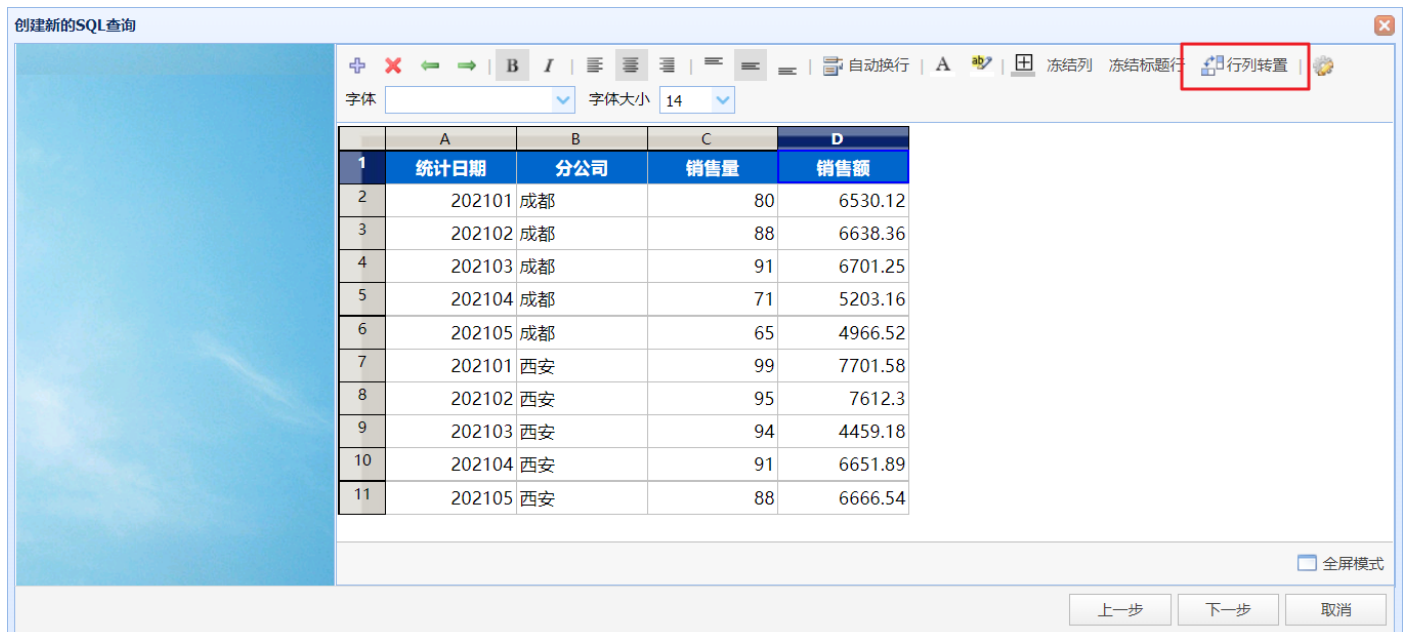 创建新的SQL查询
B I 自动换行 A ab 冻结列 冻结标题行 行列转置
字体 字体大小 14
A B C D
1 统计日期 分公司 销售量 销售额
2 202101 成都 80 6530.12
3 202102 成都 88 6638.36
4 202103 成都 91 6701.25
5 202104 成都 71 5203.16
6 202105 成都 65 4966.52
7 202101 西安 99 7701.58
8 202102 西安 95 7612.3
9 202103 西安 94 4459.18
10 202104 西安 91 6651.89
11 202105 西安 88 6666.54
全屏模式
上一步 下一步 取消